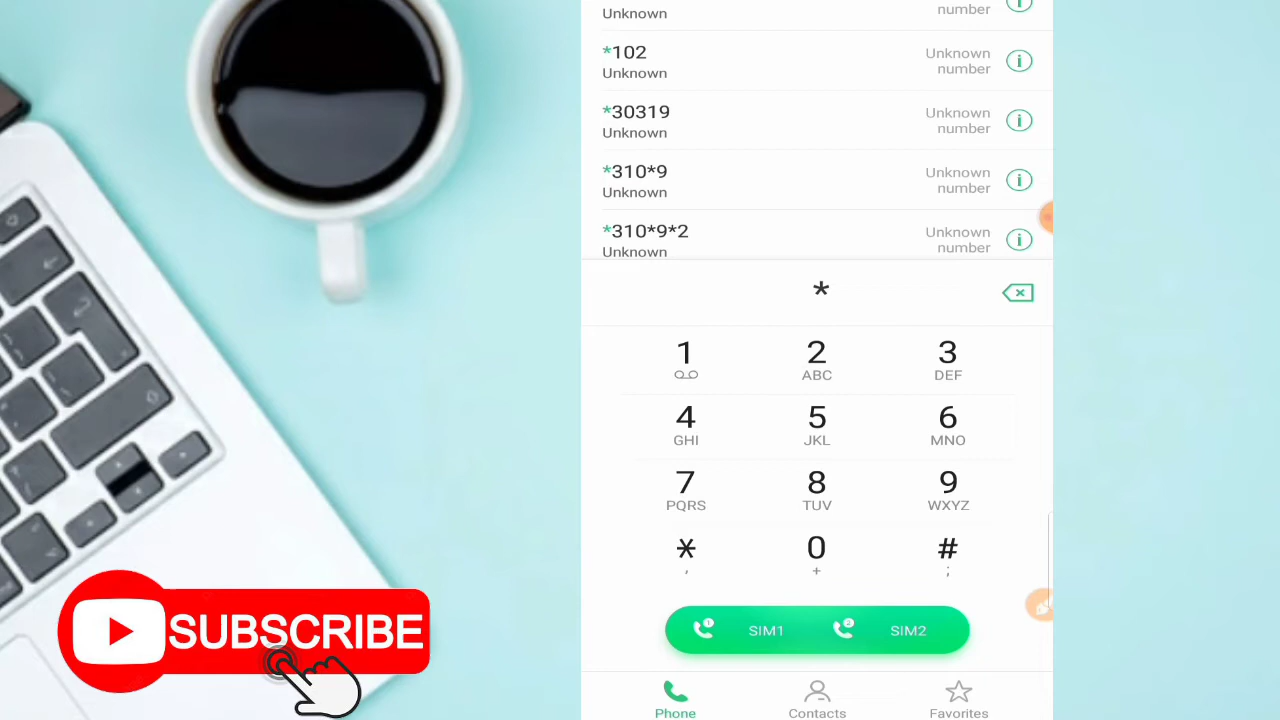 Unknown
number
*102
Unknown
Unknown
number
*30319
Unknown
Unknown
number
*310*9
Unknown
Unknown
number
*310*9*2
Unknown
Unknown
number
*
1
2
ABC
3
DEF
4
GHI
5
JKL
6
MNO
7
PQRS
8
TUV
9
WXYZ
*
,
0
+
#
;
1 SIM1
2 SIM2
Phone
Contacts
Favorites
SUBSCRIBE